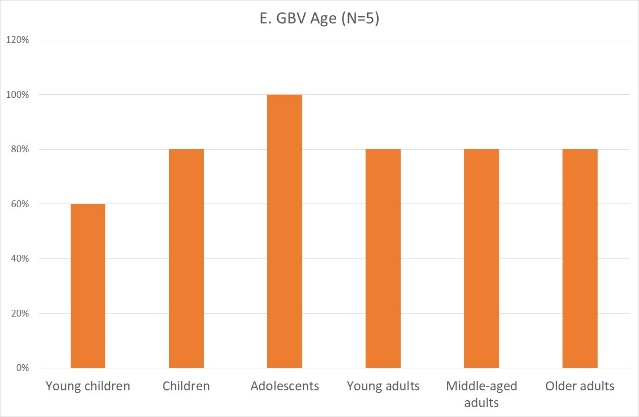 E. GBV Age (N=5)
120%
100%
80%
60%
40%
20%
0%
Young children Children Adolescents Young adults Middle-aged Older adults
adults